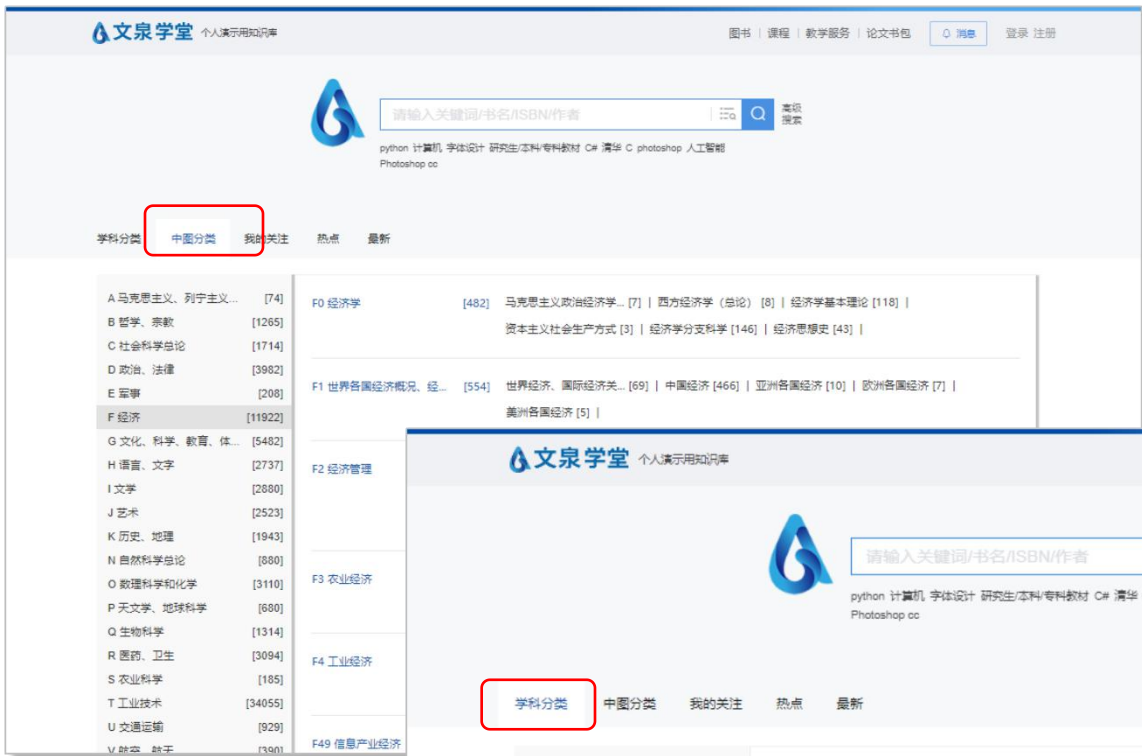 文泉学堂 个人演示用知识库
图书 | 课程 | 教学服务 | 论文书包 消息 登录 注册
请输入关键词/书名/ISBN/作者
高级
搜索
python 计算机 字体设计 研究生/本科/专科教材 C# 清华 C photoshop 人工智能
Photoshop cc
学科分类 中图分类 我的关注 热点 最新
A 马克思主义、列宁主义... [74]
B 哲学、宗教 [1265]
C 社会科学总论 [1714]
D 政治、法律 [3982]
E 军事 [208]
F 经济 [11922]
G 文化、科学、教育、体... [5482]
H 语言、文字 [2737]
I 文学 [2880]
J 艺术 [2523]
K 历史、地理 [1943]
N 自然科学总论 [880]
O 数理科学和化学 [3110]
P 天文学、地球科学 [680]
Q 生物科学 [1314]
R 医药、卫生 [3094]
S 农业科学 [185]
T 工业技术 [34055]
U 交通运输 [929]
V 航空、航天 [390]
F0 经济学 [482] 马克思主义政治经济学... [7] | 西方经济学（总论） [8] | 经济学基本理论 [118] |
资本主义社会生产方式 [3] | 经济学分支科学 [146] | 经济思想史 [43] |
F1 世界各国经济概况、经... [554] 世界经济、国际经济关... [69] | 中国经济 [466] | 亚洲各国经济 [10] | 欧洲各国经济 [7] |
美洲各国经济 [5] |
F2 经济管理
F3 农业经济
F4 工业经济
F49 信息产业经济
文泉学堂 个人演示用知识库
请输入关键词/书名/ISBN/作者
python 计算机 字体设计 研究生/本科/专科教材 C# 清华
Photoshop cc
学科分类 中图分类 我的关注 热点 最新